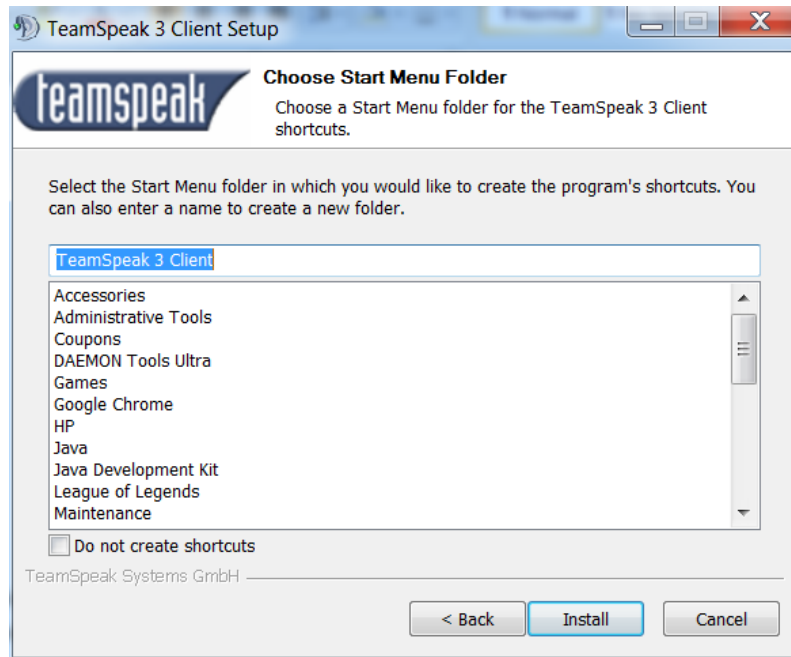 TeamSpeak 3 Client Setup
teamspeak
Choose Start Menu Folder
Choose a Start Menu folder for the TeamSpeak 3 Client
shortcuts.
Select the Start Menu folder in which you would like to create the program's shortcuts. You
can also enter a name to create a new folder.
TeamSpeak 3 Client
Accessories
Administrative Tools
Coupons
DAEMON Tools Ultra
Games
Google Chrome
HP
Java
Java Development Kit
League of Legends
Maintenance
Do not create shortcuts
TeamSpeak Systems GmbH
< Back
Install
Cancel